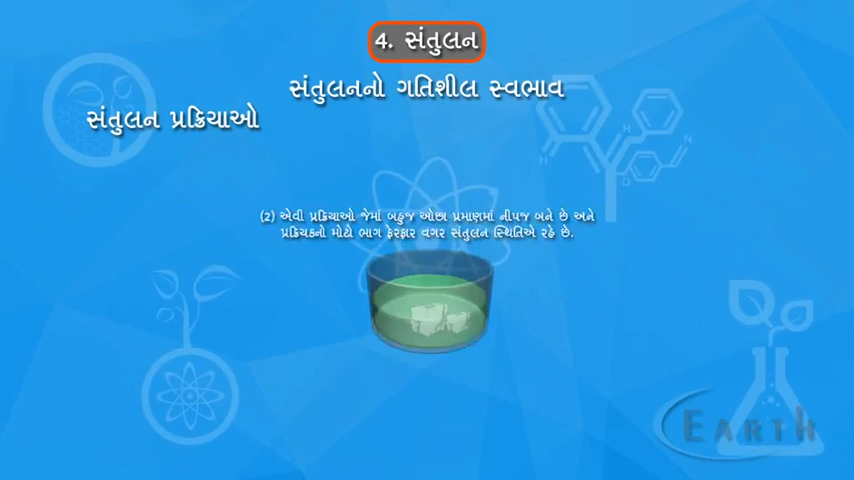 4. સંતુલન
સંતુલનનો ગતિશીલ સ્વભાવ
સંતુલન પ્રક્રિયાઓ
(2) એવી પ્રક્રિયાઓ જેમાં બહુજ ઓછા પ્રમાણમાં નીપજ બને છે અને
પ્રક્રિયકનો મોટો ભાગ ફેરફાર વગર સંતુલન સ્થિતિએ રહે છે.
H
H
N
O
EARTH